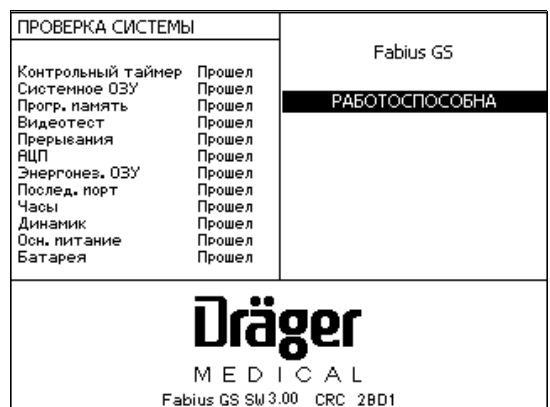 ПРОВЕРКА СИСТЕМЫ
Контрольный таймер Прошел
Системное ОЗУ Прошел
Прогр. память Прошел
Видеотест Прошел
Прерывания Прошел
АЦП Прошел
Энергонез. ОЗУ Прошел
Послед. порт Прошел
Часы Прошел
Динамик Прошел
Осн. питание Прошел
Батарея Прошел
Fabius GS
РАБОТОСПОСОБНА
Dräger
MEDICAL
Fabius GS SW 3.00 CRC 2BD1